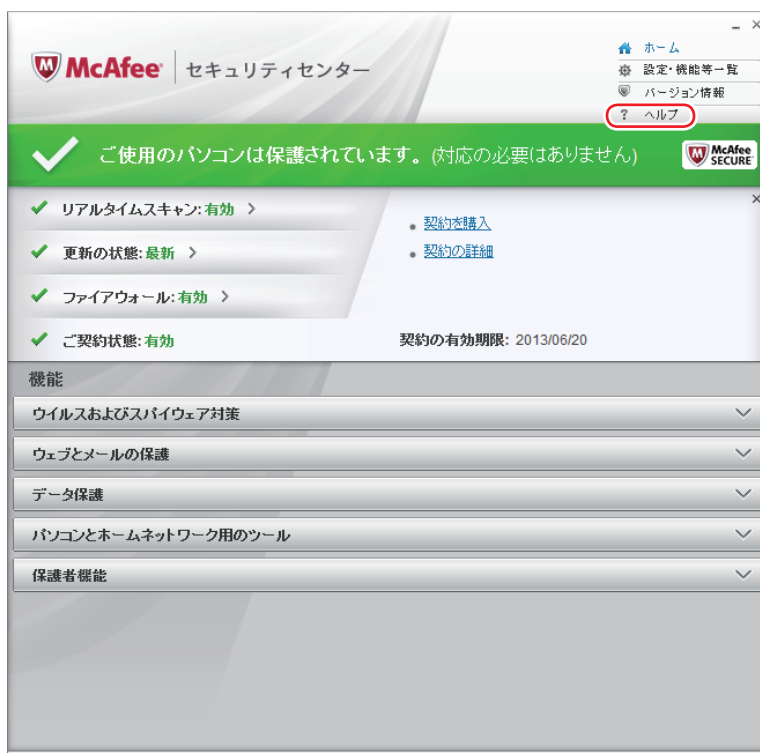 McAfee セキュリティセンター
ホーム
設定・機能等一覧
バージョン情報
? ヘルプ
ご使用のパソコンは保護されています。(対応の必要はありません)
McAfee
SECURE
リアルタイムスキャン:有効
更新の状態:最新
ファイアウォール:有効
ご契約状態:有効
契約を購入
契約の詳細
契約の有効期限: 2013/06/20
機能
ウイルスおよびスパイウェア対策
ウェブとメールの保護
データ保護
パソコンとホームネットワーク用のツール
保護者機能